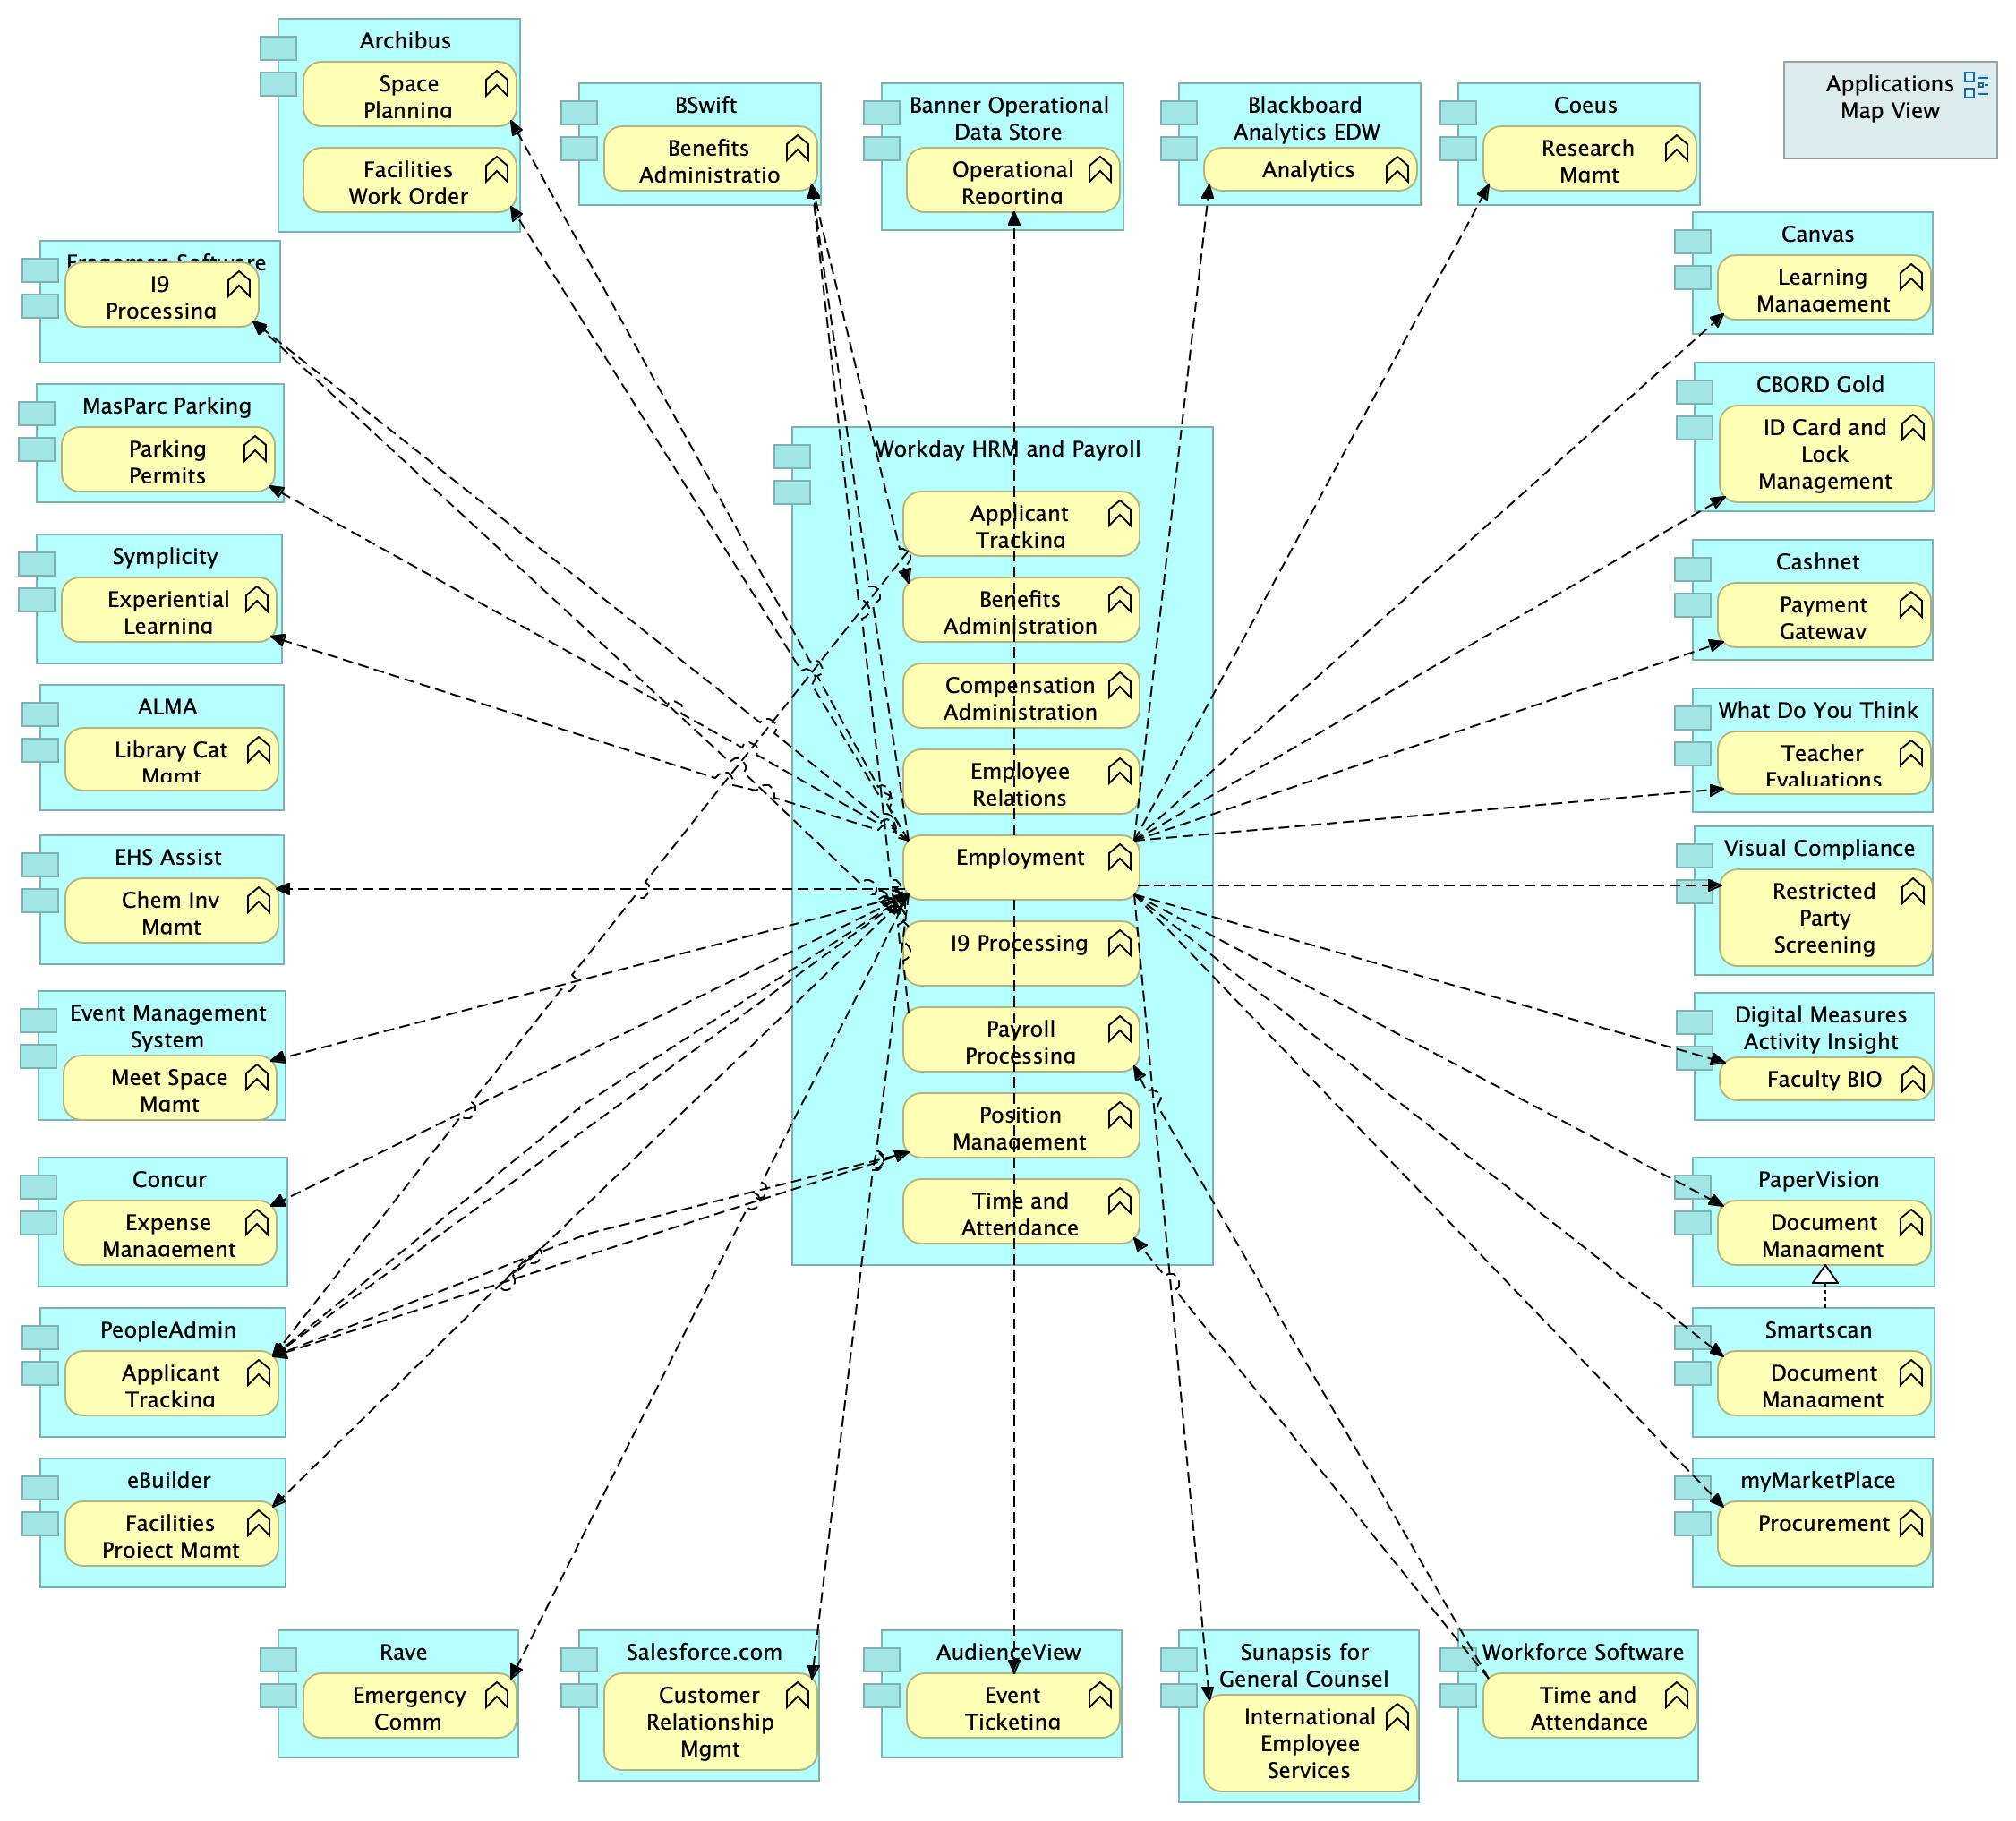 Archibus
Space
Planning
Facilities
Work Order
BSwift
Benefits
Administratio
Banner Operational
Data Store
Operational
Reporting
Blackboard
Analytics EDW
Analytics
Coeus
Research
Mgmt
Applications
Map View
Fragomen Software
I9
Processing
MasParc Parking
Parking
Permits
Symplicity
Experiential
Learning
ALMA
Library Cat
Mgmt
EHS Assist
Chem Inv
Mgmt
Event Management
System
Meet Space
Mgmt
Concur
Expense
Management
PeopleAdmin
Applicant
Tracking
eBuilder
Facilities
Project Mgmt
Workday HRM and Payroll
Applicant
Tracking
Benefits
Administration
Compensation
Administration
Employee
Relations
Employment
I9 Processing
Payroll
Processing
Position
Management
Time and
Attendance
Canvas
Learning
Management
CBORD Gold
ID Card and
Lock
Management
Cashnet
Payment
Gateway
What Do You Think
Teacher
Evaluations
Visual Compliance
Restricted
Party
Screening
Digital Measures
Activity Insight
Faculty BIO
PaperVision
Document
Managment
Smartscan
Document
Managment
myMarketPlace
Procurement
Rave
Emergency
Comm
Salesforce.com
Customer
Relationship
Mgmt
AudienceView
Event
Ticketing
Sunapsis for
General Counsel
International
Employee
Services
Workforce Software
Time and
Attendance